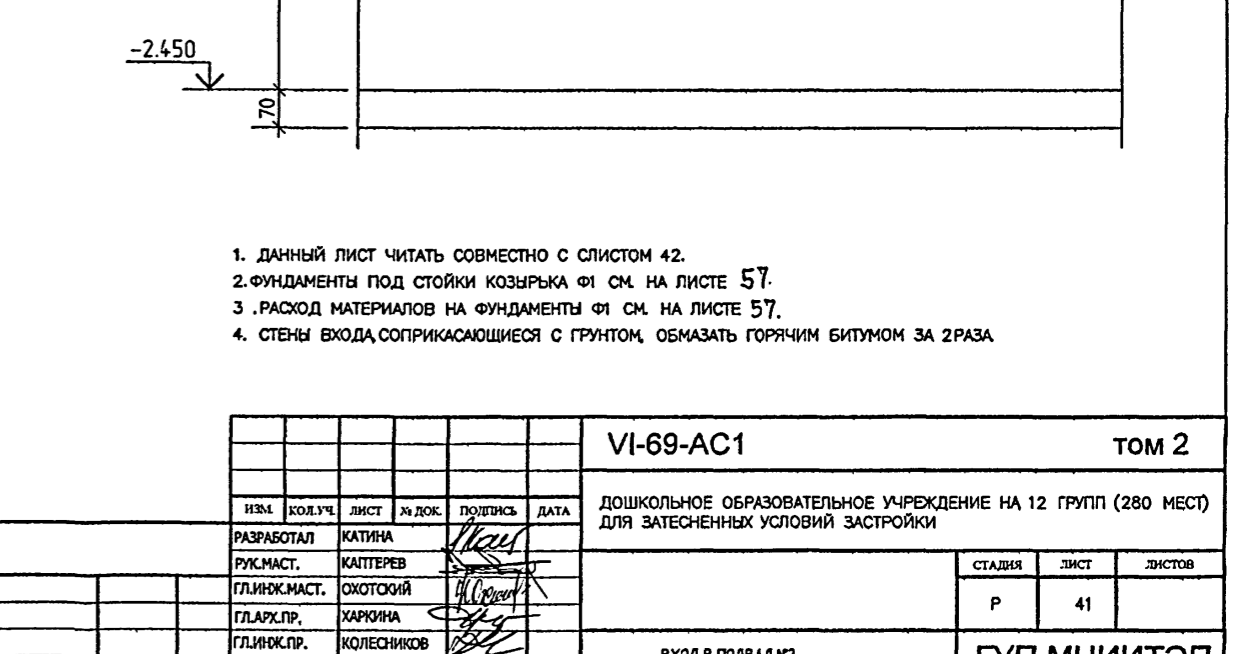 -2.450
70
1. ДАННЫЙ ЛИСТ ЧИТАТЬ СОВМЕСТНО С СЛИСТОМ 42.
2.ФУНДАМЕНТЫ ПОД СТОЙКИ КОЗЫРЬКА Ф1 СМ. НА ЛИСТЕ 57.
3 .РАСХОД МАТЕРИАЛОВ НА ФУНДАМЕНТЫ Ф1 СМ. НА ЛИСТЕ 57.
4. СТЕНЫ ВХОДА,СОПРИКАСАЮЩИЕСЯ С ГРУНТОМ, ОБМАЗАТЬ ГОРЯЧИМ БИТУМОМ ЗА 2РАЗА
VI-69-АС1 том 2
ИЗМ. КОЛ.УЧ. ЛИСТ № ДОК. ПОДПИСЬ ДАТА
ДОШКОЛЬНОЕ ОБРАЗОВАТЕЛЬНОЕ УЧРЕЖДЕНИЕ НА 12 ГРУПП (280 МЕСТ)
ДЛЯ ЗАТЕСНЕННЫХ УСЛОВИЙ ЗАСТРОЙКИ
РАЗРАБОТАЛ КАТИНА
РУК.МАСТ. КАПТЕРЕВ
ГЛ.ИНЖ.МАСТ. ОХОТСКИЙ
ГЛ.АРХ.ПР. ХАРКИНА
ГЛ.ИНЖ.ПР. КОЛЕСНИКОВ
СТАДИЯ ЛИСТ ЛИСТОВ
Р 41
ВХОД В ПОДВАЛ